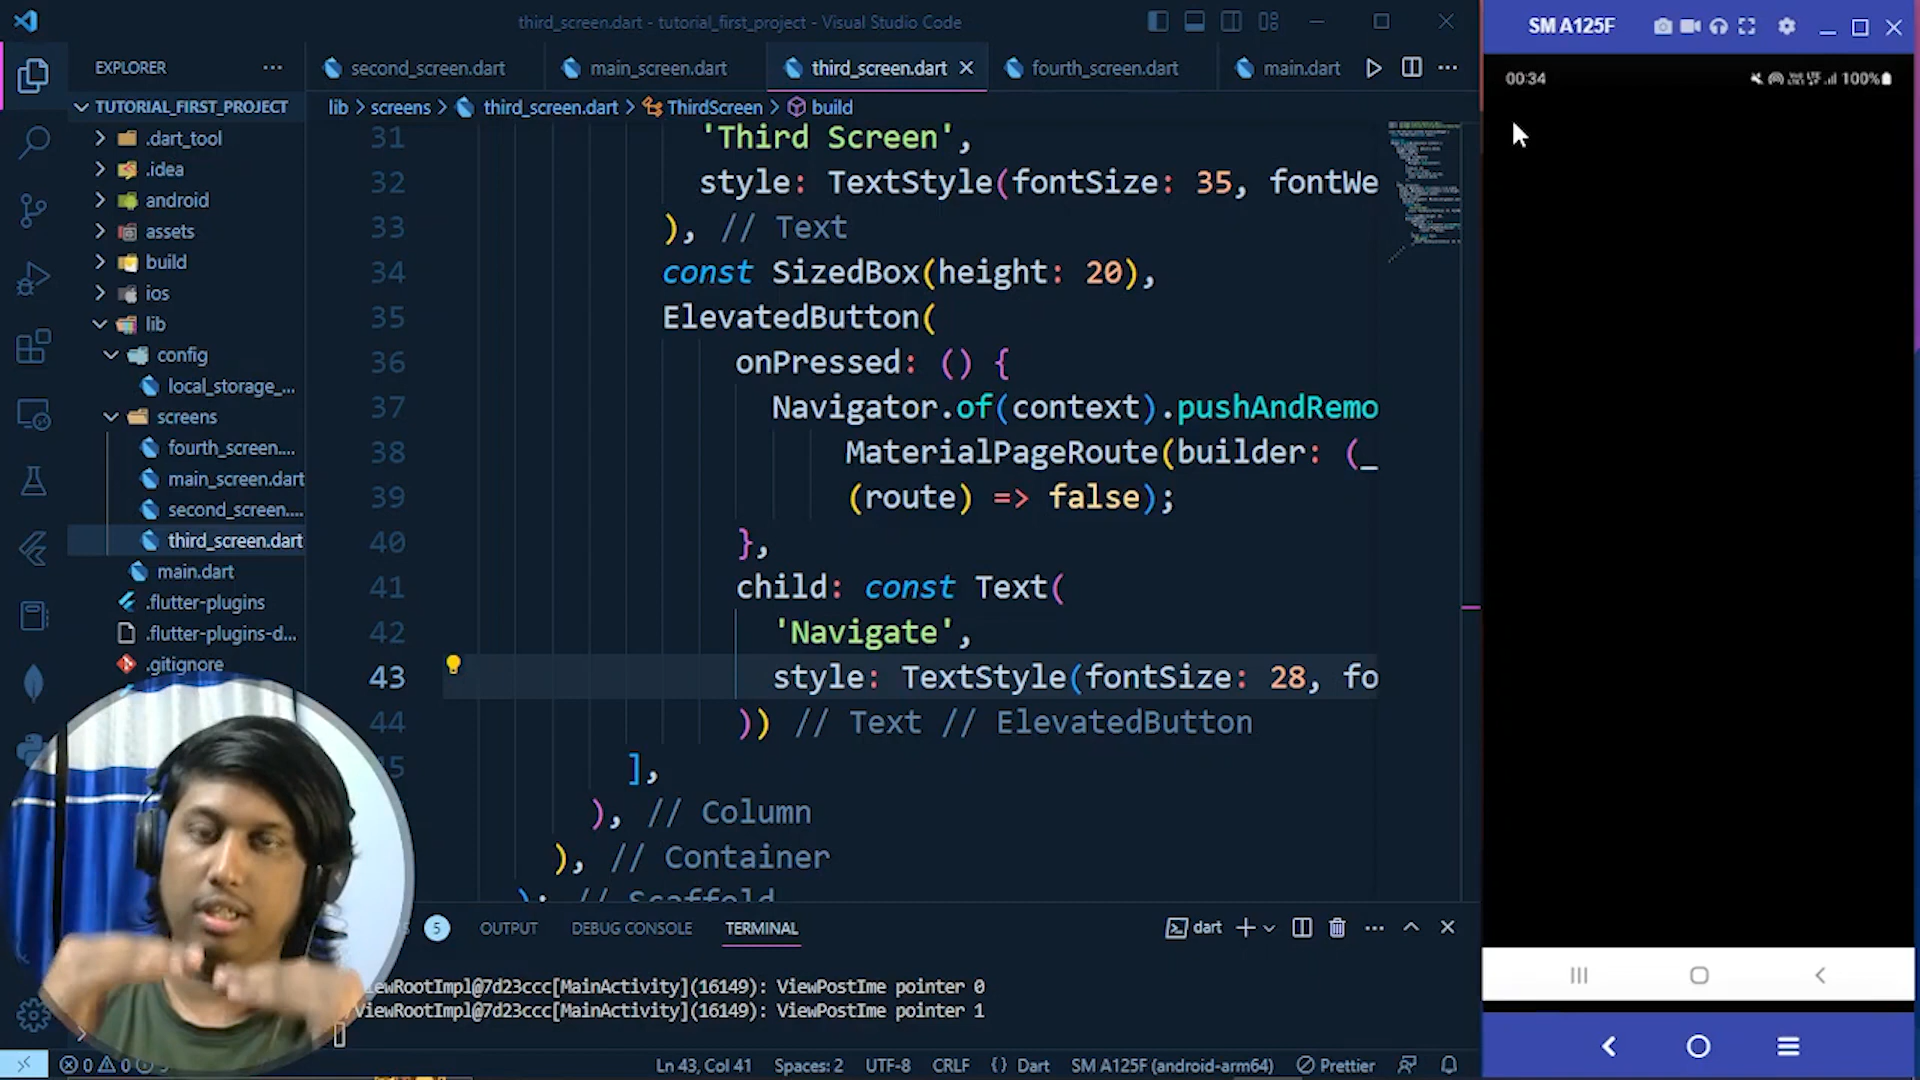 third_screen.dart - tutorial_first_project - Visual Studio Code
EXPLORER
second_screen.dart
main_screen.dart
third_screen.dart
fourth_screen.dart
main.dart
TUTORIAL_FIRST_PROJECT
lib > screens > third_screen.dart > ThirdScreen > build
.dart_tool
.idea
android
assets
build
ios
lib
config
local_storage_...
screens
fourth_screen....
main_screen.dart
second_screen....
third_screen.dart
main.dart
.flutter-plugins
.flutter-plugins-d...
.gitignore
31 'Third Screen',
32 style: TextStyle(fontSize: 35, fontWe
33 ), // Text
34 const SizedBox(height: 20),
35 ElevatedButton(
36 onPressed: () {
37 Navigator.of(context).pushAndRemo
38 MaterialPageRoute(builder: (_
39 (route) => false);
40 },
41 child: const Text(
42 'Navigate',
43 style: TextStyle(fontSize: 28, fo
44 )) // Text // ElevatedButton
],
), // Column
), // Container
); // Scaffold
5
OUTPUT
DEBUG CONSOLE
TERMINAL
dart
iewRootImpl@7d23ccc[MainActivity](16149): ViewPostIme pointer 0
ViewRootImpl@7d23ccc[MainActivity](16149): ViewPostIme pointer 1
0 0
Ln 43, Col 41
Spaces: 2
UTF-8
CRLF
{} Dart
SM A125F (android-arm64)
Prettier
SM A125F
00:34
100%